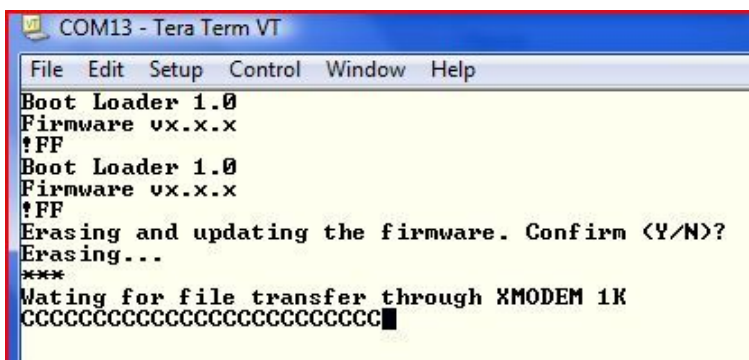 COM13 - Tera Term VT
File Edit Setup Control Window Help
Boot Loader 1.0
Firmware vx.x.x
!FF
Boot Loader 1.0
Firmware vx.x.x
!FF
Erasing and updating the firmware. Confirm (Y/N)?
Erasing...
***
Wating for file transfer through XMODEM 1K
CCCCCCCCCCCCCCCCCCCCCCCCCC